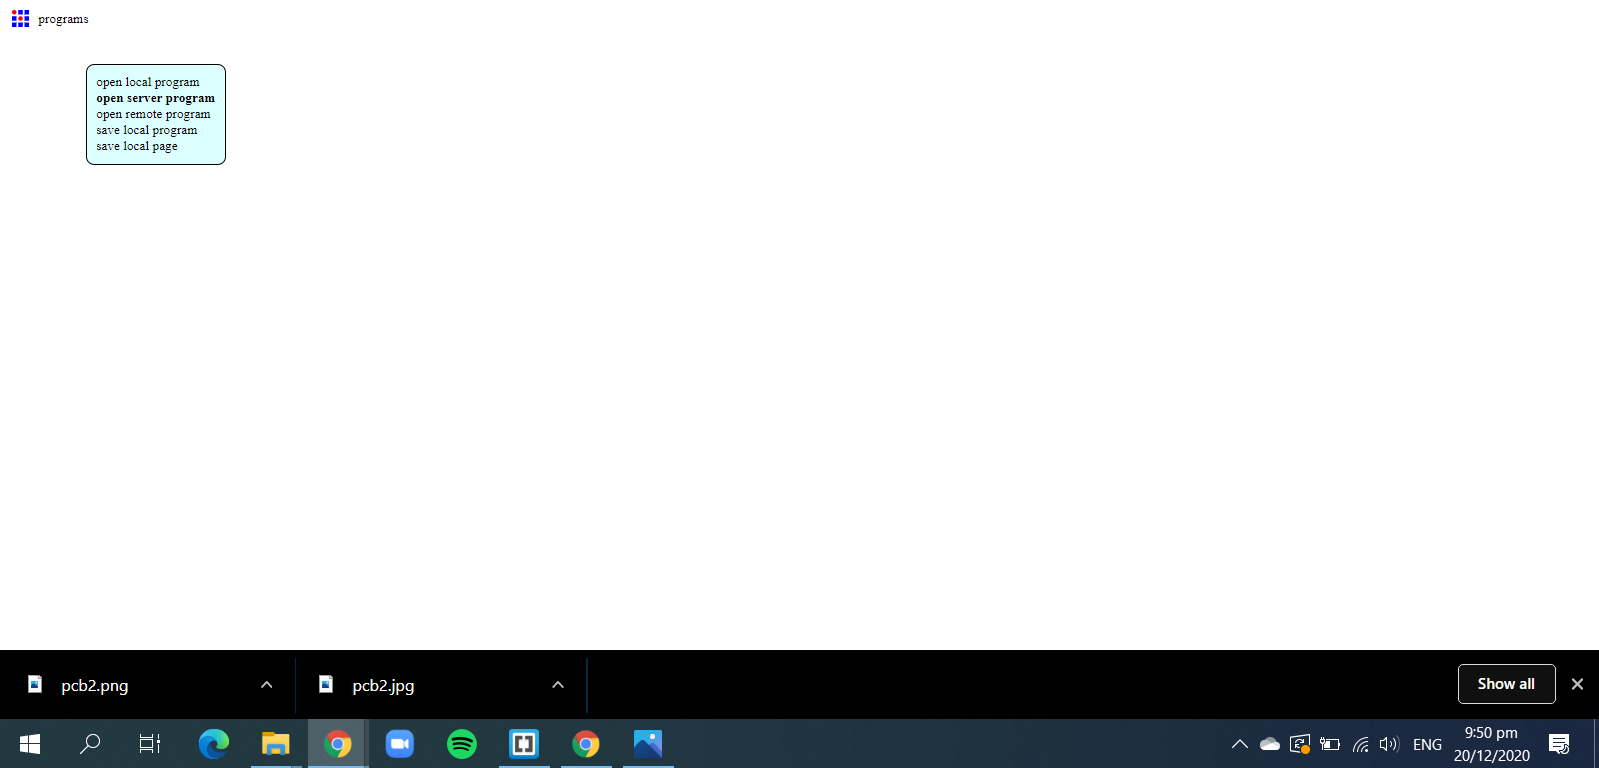 programs
open local program
open server program
open remote program
save local program
save local page
pcb2.png
pcb2.jpg
Show all
ENG
9:50 pm
20/12/2020